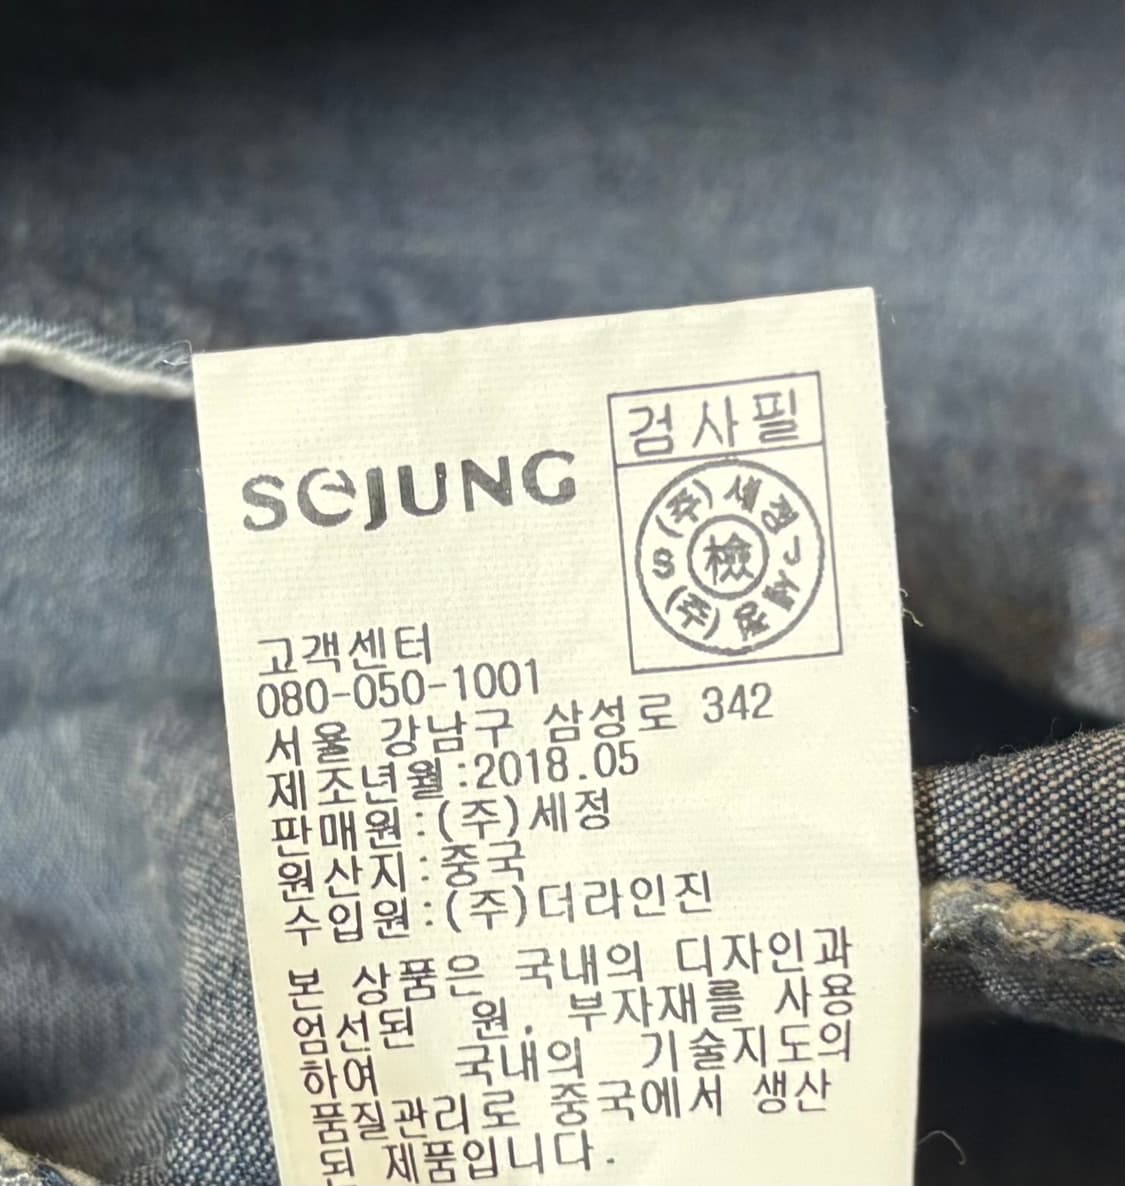 검사필
SEJUNG
(주)세정
S 檢 J
(주)세정
고객센터
080-050-1001
서울 강남구 삼성로 342
제조년월:2018.05
판매원:(주)세정
원산지:중국
수입원:(주)더라인진
본 상품은 국내의 디자인과
엄선된 원. 부자재를 사용
하여 국내의 기술지도의
품질관리로 중국에서 생산
된 제품입니다.